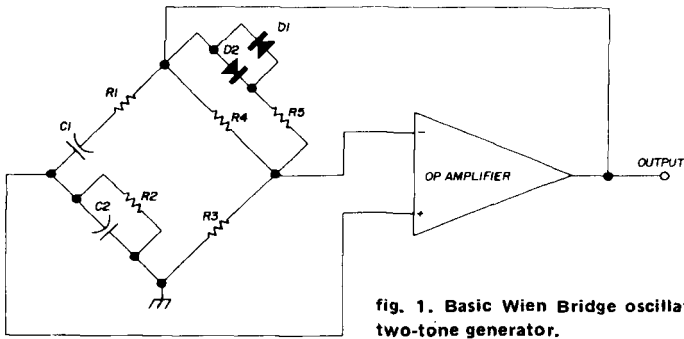 D1
D2
R1
R4
R5
C1
R2
C2
R3
−
OP AMPLIFIER
+
OUTPUT
fig. 1. Basic Wien Bridge oscilla
two-tone generator.